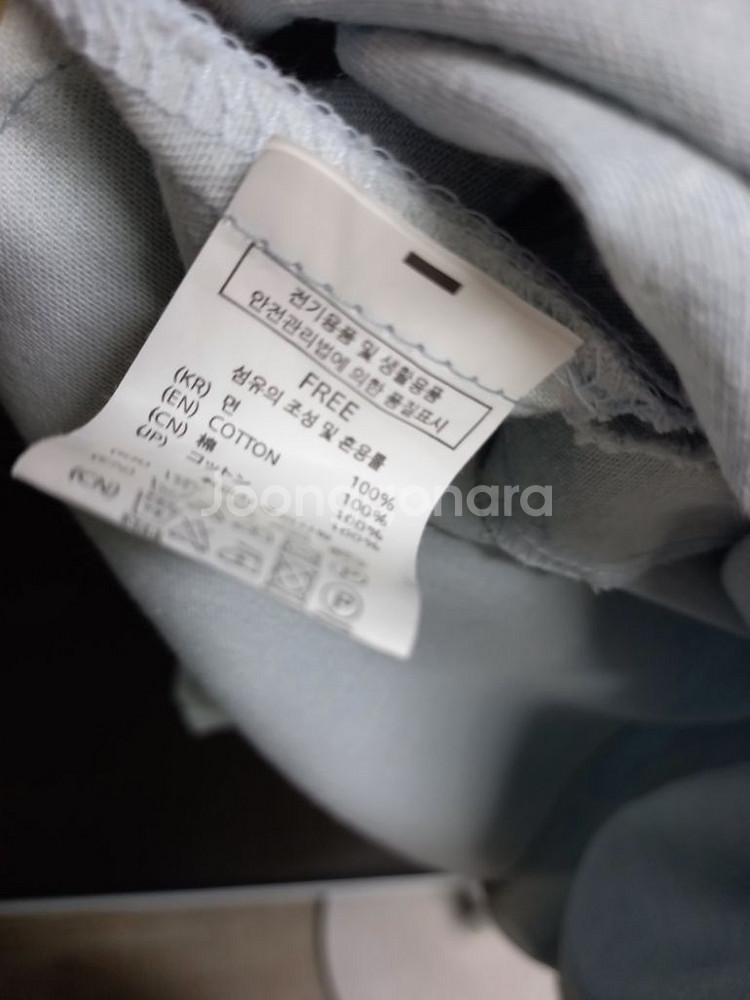 전기용품 및 생활용품
안전관리법에 의한 품질표시
FREE
섬유의 조성 및 혼용률
(KR) 면 100%
(EN) COTTON 100%
(CN) 棉 100%
(JP) コットン 100%
(CN)
Joongonara
P